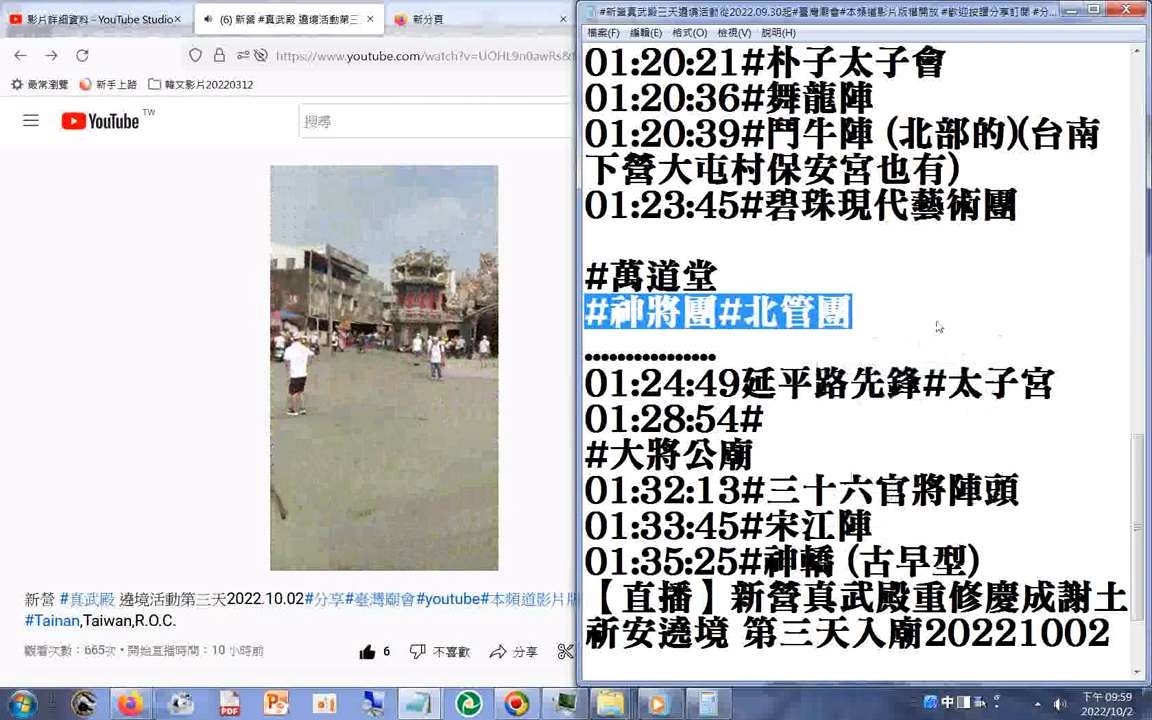 影片詳細資料 - YouTube Studio
(6) 新營 #真武殿 遶境活動第三
新分頁
https://www.youtube.com/watch?v=UOHL9n0awRs&
最常瀏覽
新手上路
翰文影片20220312
YouTube TW
搜尋
新營 #真武殿 遶境活動第三天2022.10.02#分享#臺灣廟會#youtube#本頻道影片版
#Tainan,Taiwan,R.O.C.
觀看次數：665次 • 開始直播時間：10 小時前
6
不喜歡
分享
#新營真武殿三天遶境活動從2022.09.30起#臺灣廟會#本頻道影片版權開放 #歡迎按讚分享訂閱 #分...
檔案(F) 編輯(E) 格式(O) 檢視(V) 說明(H)
01:20:21#朴子太子會
01:20:36#舞龍陣
01:20:39#鬥牛陣 (北部的)(台南
下營大屯村保安宮也有)
01:23:45#碧珠現代藝術團
#萬道堂
#神將團#北管團
................
01:24:49延平路先鋒#太子宮
01:28:54#
#大將公廟
01:32:13#三十六官將陣頭
01:33:45#宋江陣
01:35:25#神轎 (古早型)
【直播】新營真武殿重修慶成謝土
祈安遶境 第三天入廟20221002
PDF
中
下午 09:59
2022/10/2